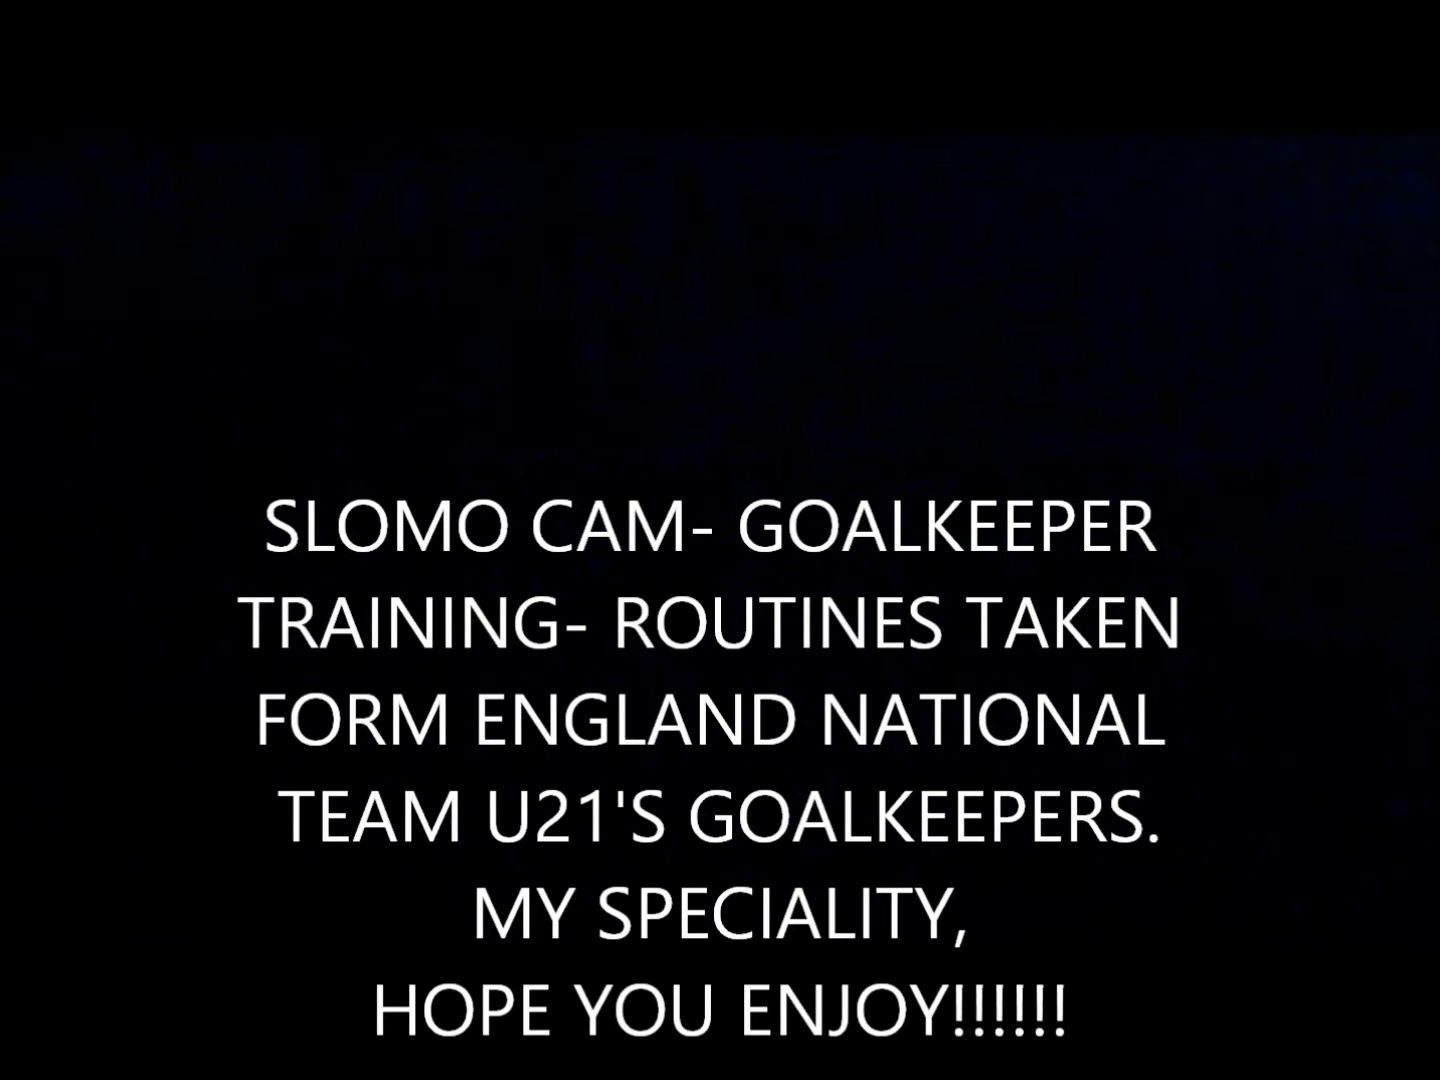 SLOMO CAM- GOALKEEPER
TRAINING- ROUTINES TAKEN
FORM ENGLAND NATIONAL
TEAM U21'S GOALKEEPERS.
MY SPECIALITY,
HOPE YOU ENJOY!!!!!!